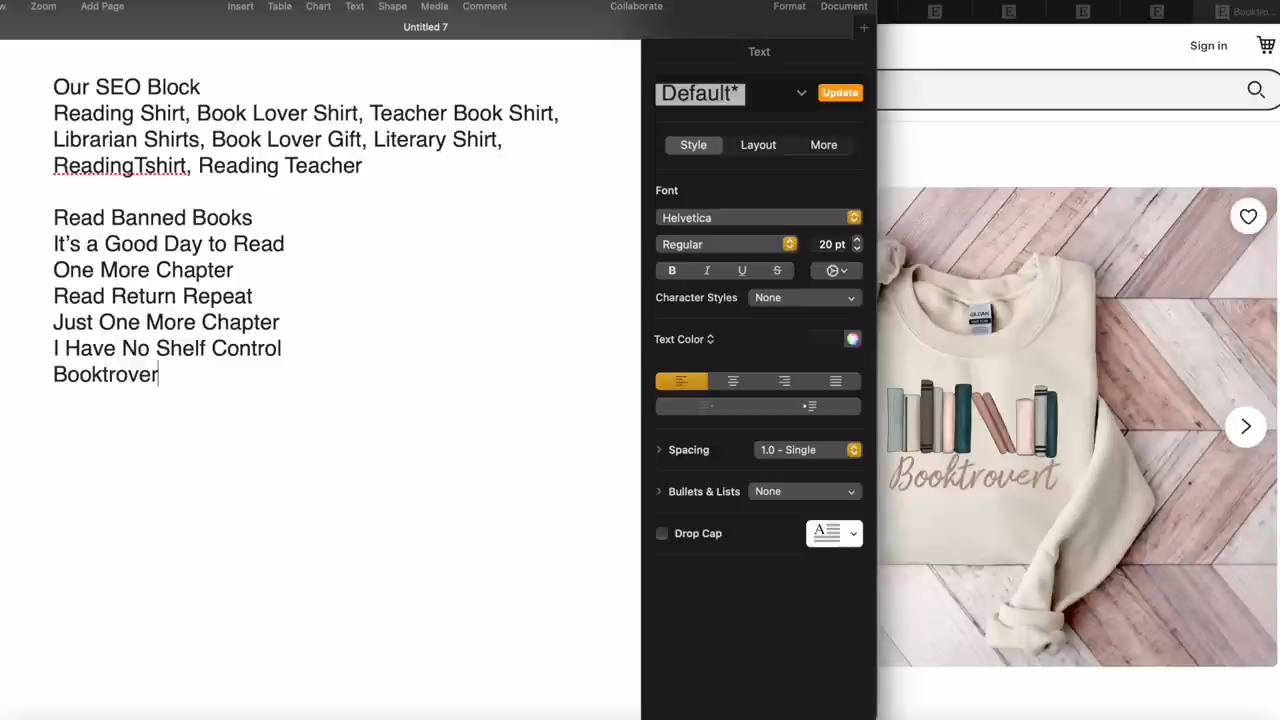 Zoom Add Page Insert Table Chart Text Shape Media Comment Collaborate Format Document
Untitled 7
Our SEO Block
Reading Shirt, Book Lover Shirt, Teacher Book Shirt,
Librarian Shirts, Book Lover Gift, Literary Shirt,
ReadingTshirt, Reading Teacher
Read Banned Books
It's a Good Day to Read
One More Chapter
Read Return Repeat
Just One More Chapter
I Have No Shelf Control
Booktrover
Text
Default*
Update
Style Layout More
Font
Helvetica
Regular 20 pt
B I U S
Character Styles None
Text Color
Spacing 1.0 - Single
Bullets & Lists None
Drop Cap
A
E E E E E Booktro...
Sign in
GILDAN
Booktrovert